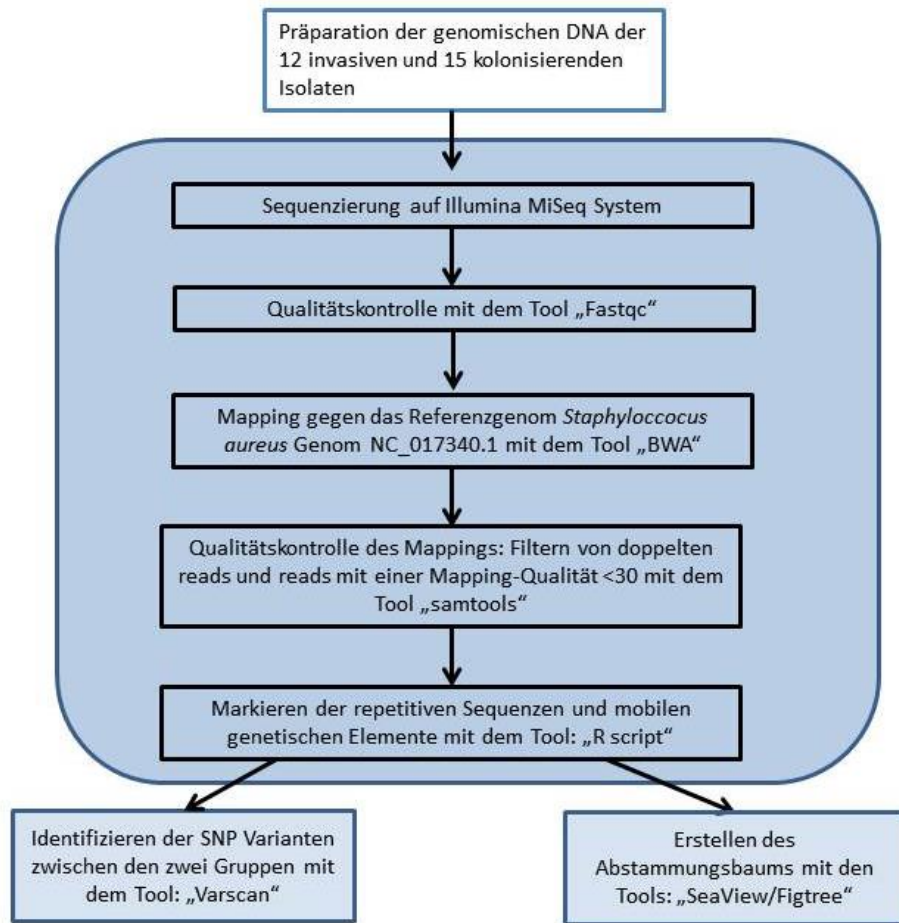 Präparation der genomischen DNA der
12 invasiven und 15 kolonisierenden
Isolaten
Sequenzierung auf Illumina MiSeq System
Qualitätskontrolle mit dem Tool „Fastqc“
Mapping gegen das Referenzgenom Staphyloccocus
aureus Genom NC_017340.1 mit dem Tool „BWA“
Qualitätskontrolle des Mappings: Filtern von doppelten
reads und reads mit einer Mapping-Qualität <30 mit dem
Tool „samtools“
Markieren der repetitiven Sequenzen und mobilen
genetischen Elemente mit dem Tool: „R script“
Identifizieren der SNP Varianten
zwischen den zwei Gruppen mit
dem Tool: „Varscan“
Erstellen des
Abstammungsbaums mit den
Tools: „SeaView/Figtree“